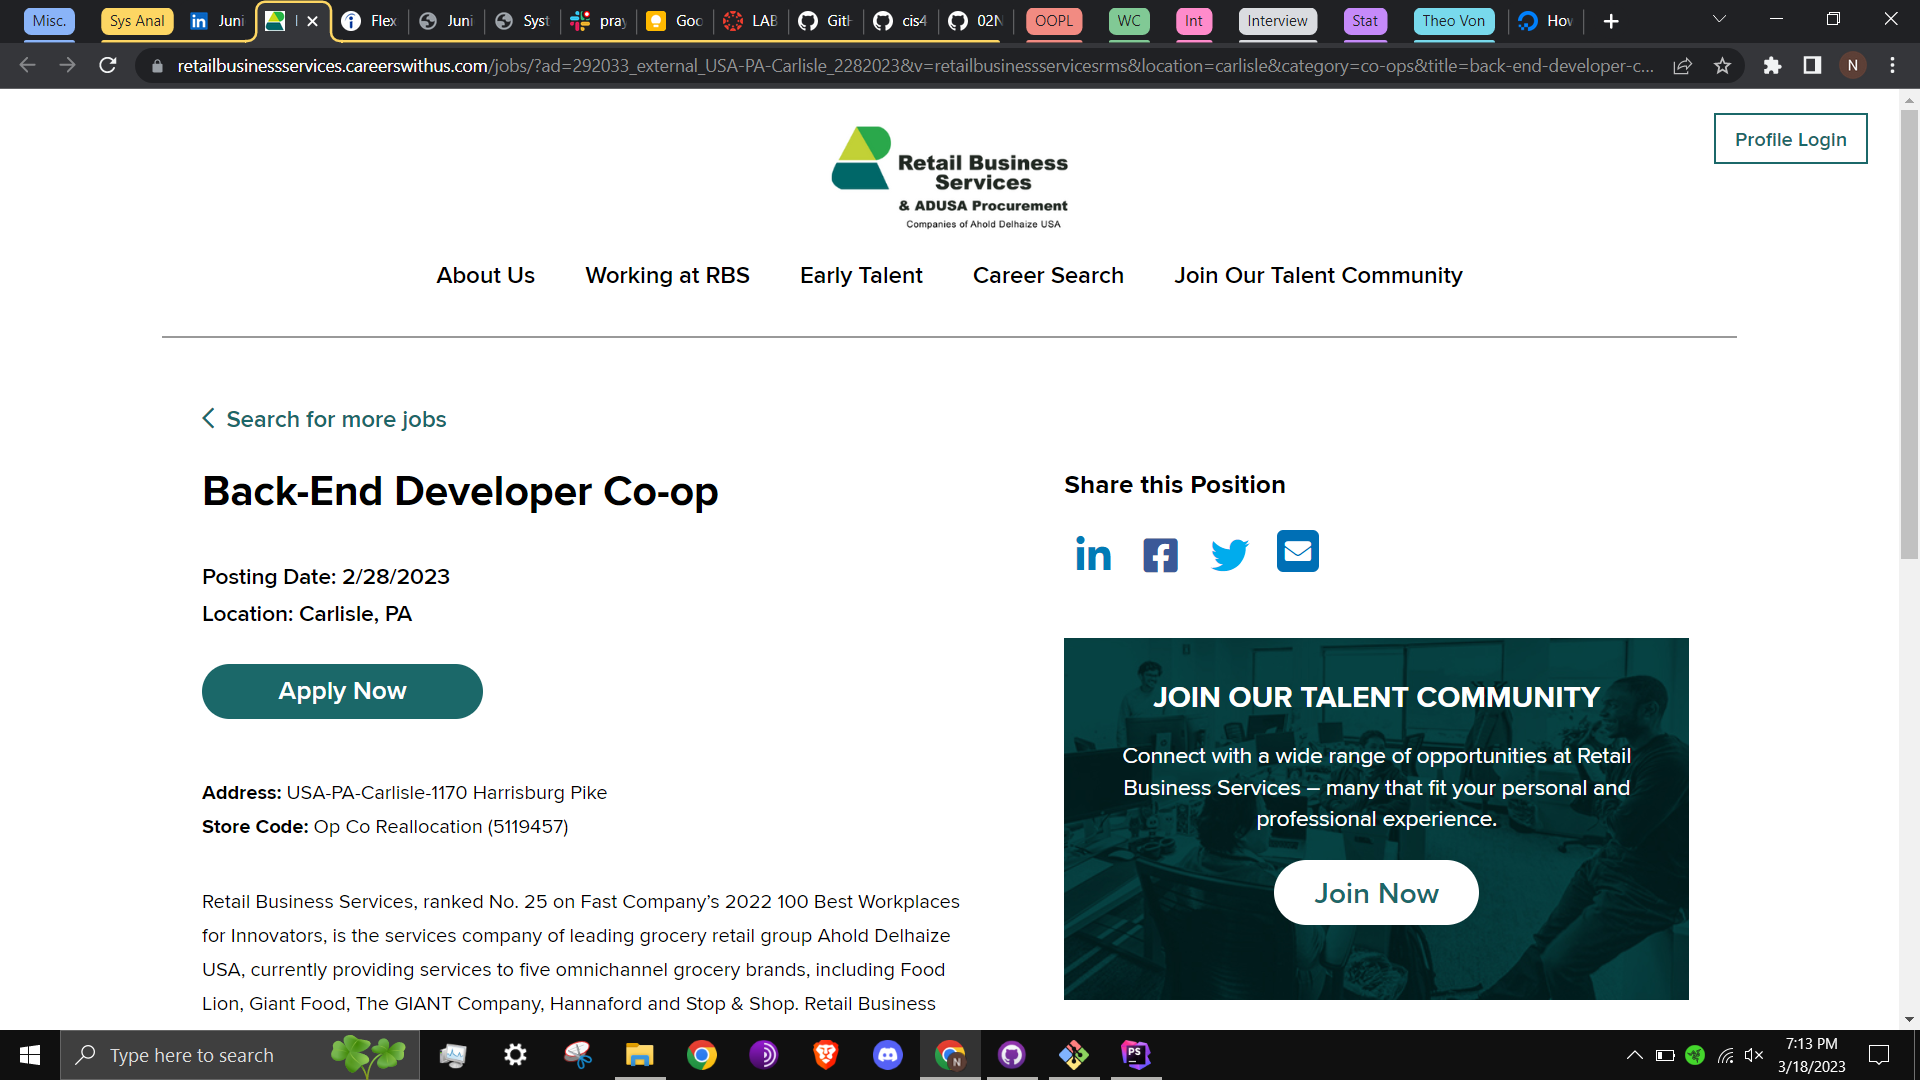 Misc.
Sys Anal
Juni
Flex
Juni
Syst
pray
Goo
LAB
GitH
cis4
02N
OOPL
WC
Int
Interview
Stat
Theo Von
How
retailbusinessservices.careerswithus.com/jobs/?ad=292033_external_USA-PA-Carlisle_2282023&v=retailbusinessservicesrms&location=carlisle&category=co-ops&title=back-end-developer-c...
N
Profile Login
Retail Business
Services
& ADUSA Procurement
Companies of Ahold Delhaize USA
About Us
Working at RBS
Early Talent
Career Search
Join Our Talent Community
Search for more jobs
Back-End Developer Co-op
Posting Date: 2/28/2023
Location: Carlisle, PA
Apply Now
Address: USA-PA-Carlisle-1170 Harrisburg Pike
Store Code: Op Co Reallocation (5119457)
Retail Business Services, ranked No. 25 on Fast Company’s 2022 100 Best Workplaces
for Innovators, is the services company of leading grocery retail group Ahold Delhaize
USA, currently providing services to five omnichannel grocery brands, including Food
Lion, Giant Food, The GIANT Company, Hannaford and Stop & Shop. Retail Business
Share this Position
in
JOIN OUR TALENT COMMUNITY
Connect with a wide range of opportunities at Retail
Business Services – many that fit your personal and
professional experience.
Join Now
Type here to search
N
PS
7:13 PM
3/18/2023